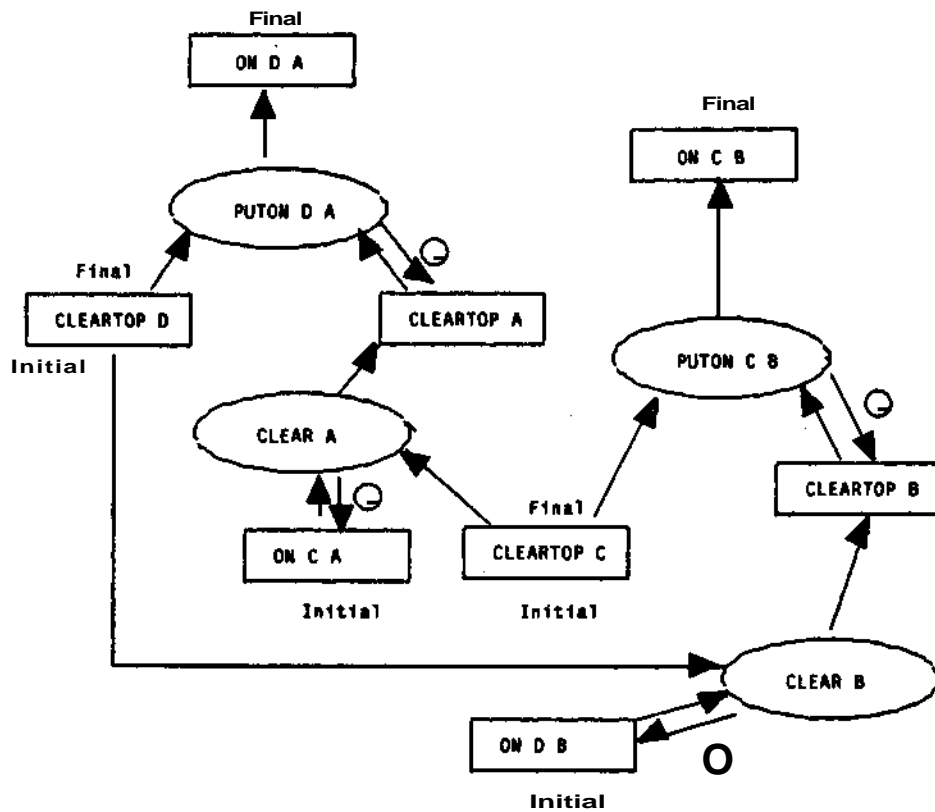 Final
ON D A
Final
ON C B
PUTON D A
Final
CLEARTOP D
CLEARTOP A
Initial
PUTON C B
CLEAR A
CLEARTOP B
Final
ON C A
CLEARTOP C
Initial
Initial
CLEAR B
ON D B
O
Initial